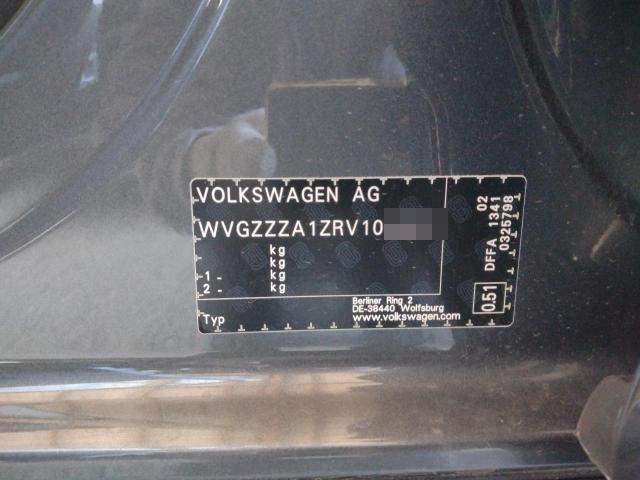 VOLKSWAGEN AG
WVGZZZA1ZRV10
kg
kg
1 - kg
2 - kg
Typ
Berliner Ring 2
DE-38440 Wolfsburg
www.volkswagen.com
0.51
DFFA 1341 02
0325798